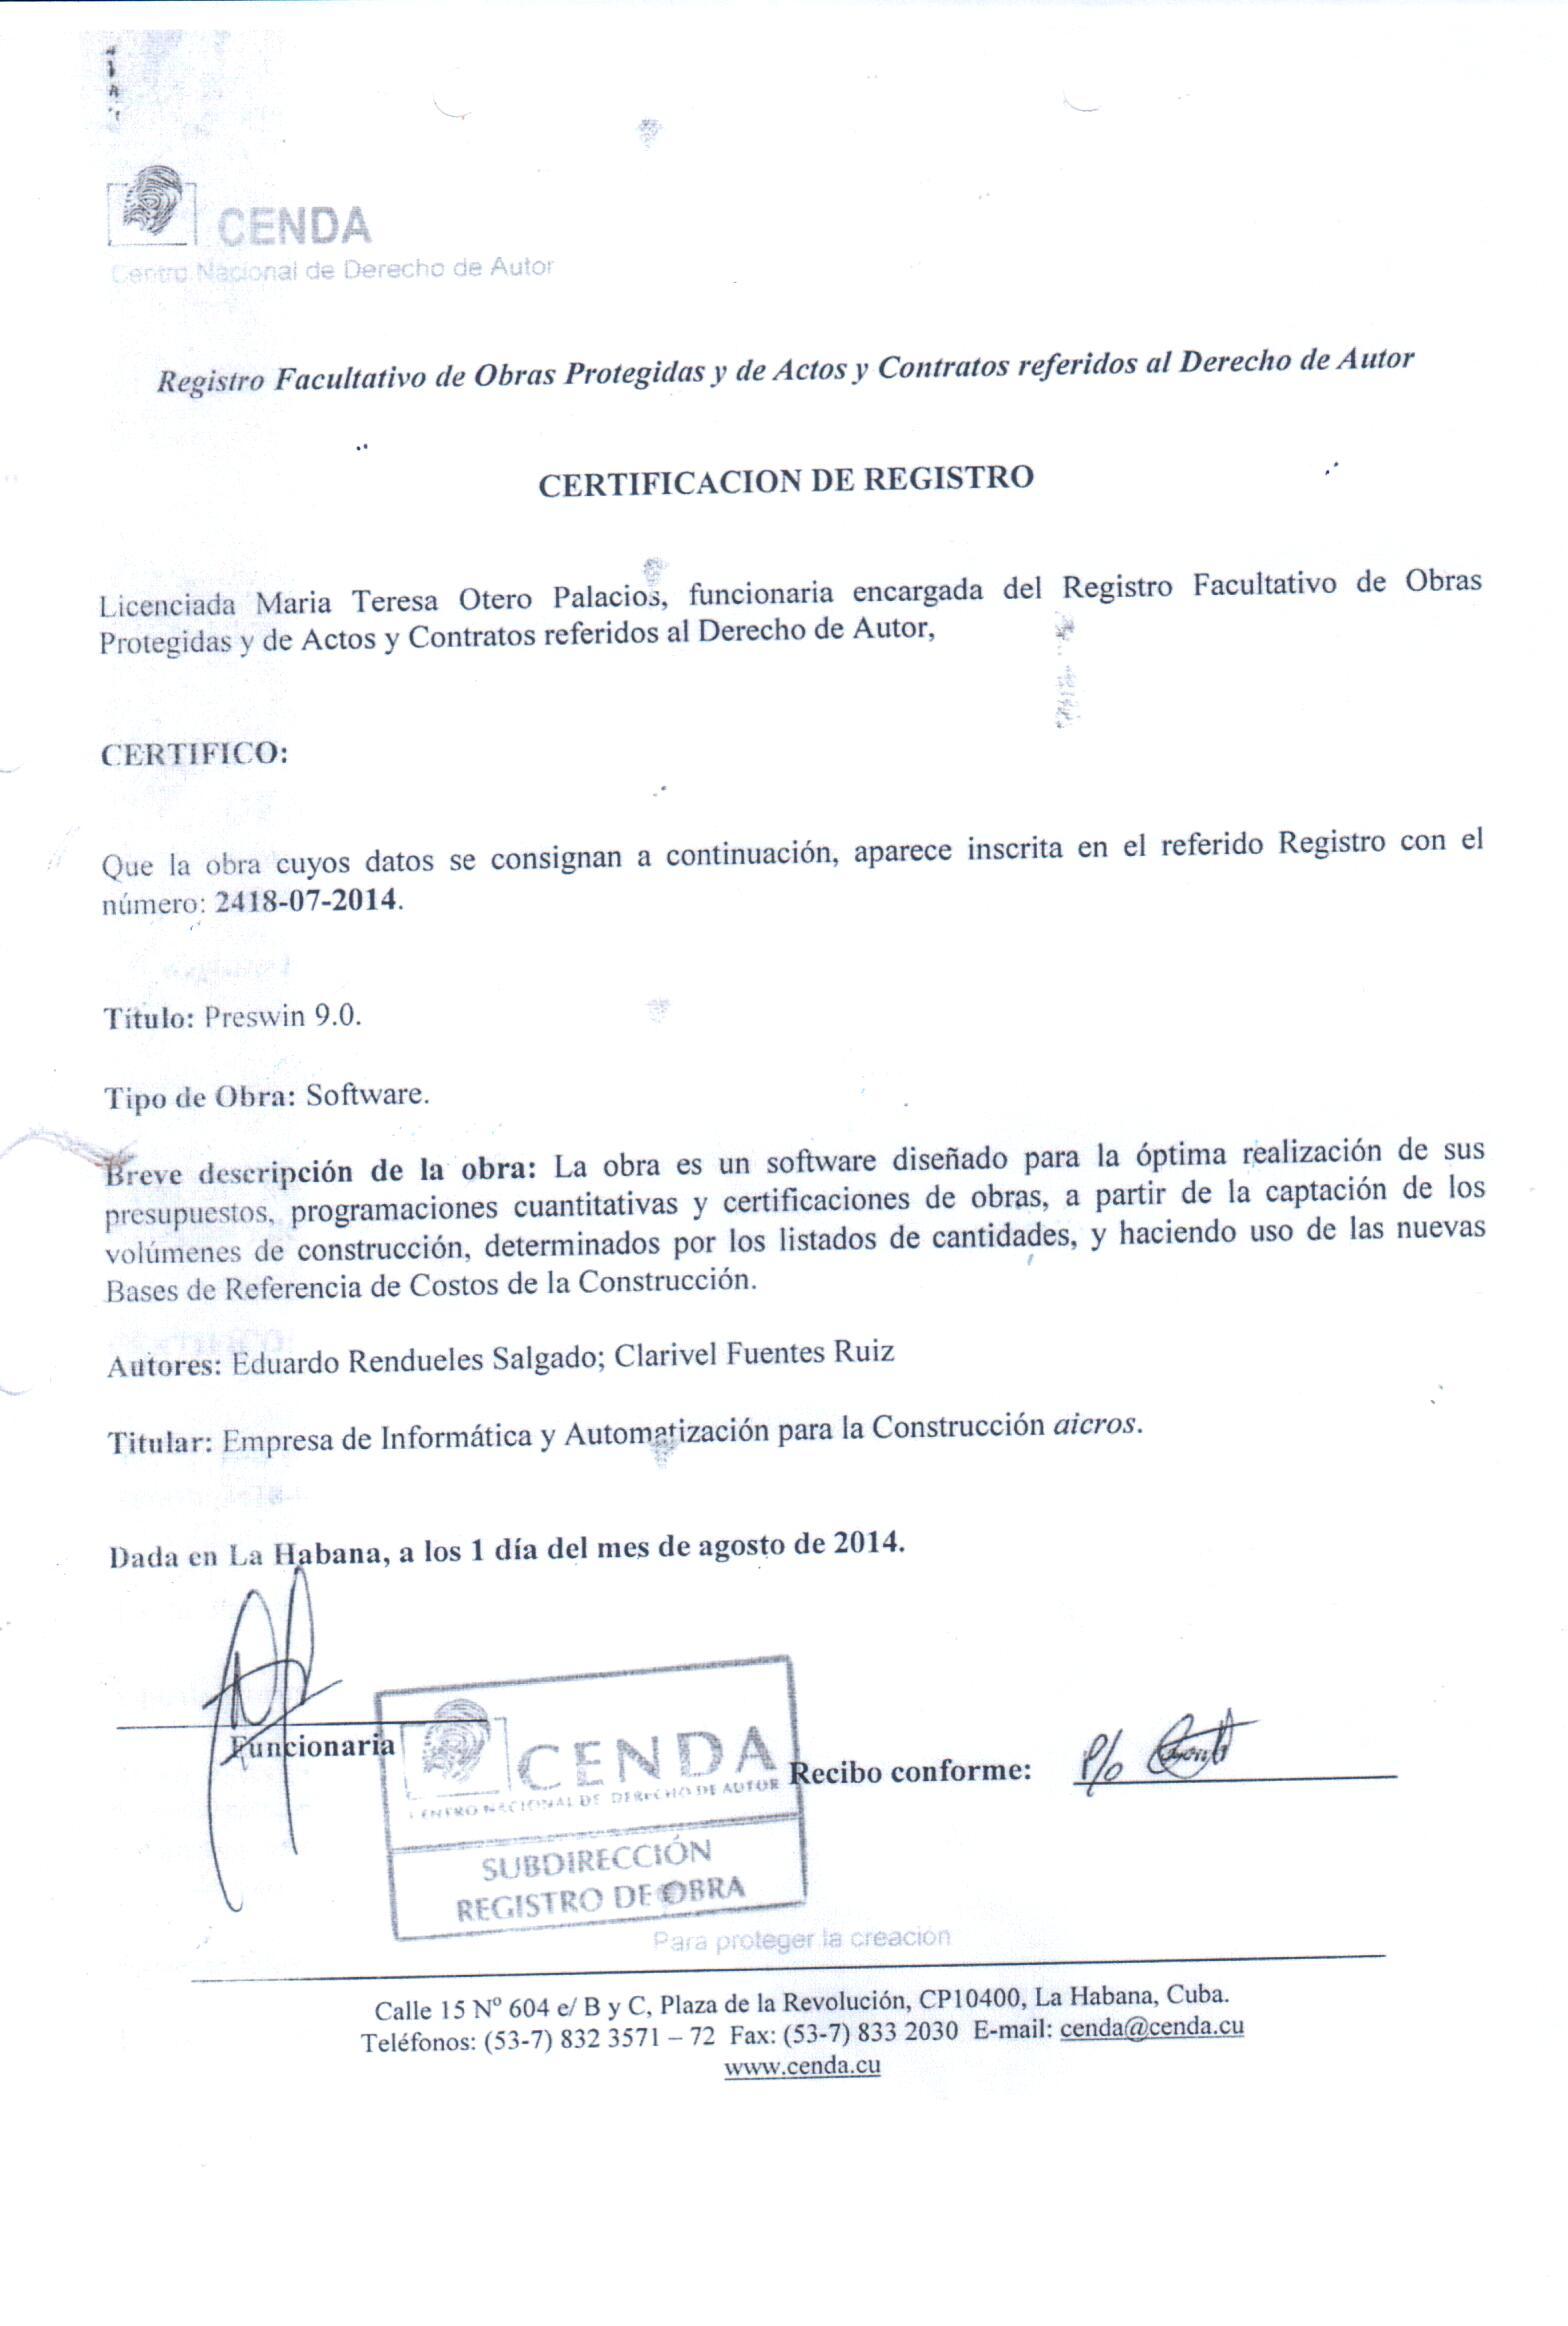 CENDA
Centro Nacional de Derecho de Autor
Registro Facultativo de Obras Protegidas y de Actos y Contratos referidos al Derecho de Autor
CERTIFICACION DE REGISTRO
Licenciada Maria Teresa Otero Palacios, funcionaria encargada del Registro Facultativo de Obras
Protegidas y de Actos y Contratos referidos al Derecho de Autor,
CERTIFICO:
Que la obra cuyos datos se consignan a continuación, aparece inscrita en el referido Registro con el
número: 2418-07-2014.
Título: Preswin 9.0.
Tipo de Obra: Software.
Breve descripción de la obra: La obra es un software diseñado para la óptima realización de sus
presupuestos, programaciones cuantitativas y certificaciones de obras, a partir de la captación de los
volúmenes de construcción, determinados por los listados de cantidades, y haciendo uso de las nuevas
Bases de Referencia de Costos de la Construcción.
Autores: Eduardo Rendueles Salgado; Clarivel Fuentes Ruiz
Titular: Empresa de Informática y Automatización para la Construcción aicros.
Dada en La Habana, a los 1 día del mes de agosto de 2014.
Funcionaria
CENDA
CENTRO NACIONAL DE DERECHO DE AUTOR
SUBDIRECCIÓN
REGISTRO DE OBRA
Recibo conforme: P/o
Para proteger la creación
Calle 15 Nº 604 e/ B y C, Plaza de la Revolución, CP10400, La Habana, Cuba.
Teléfonos: (53-7) 832 3571 – 72 Fax: (53-7) 833 2030 E-mail: cenda@cenda.cu
www.cenda.cu